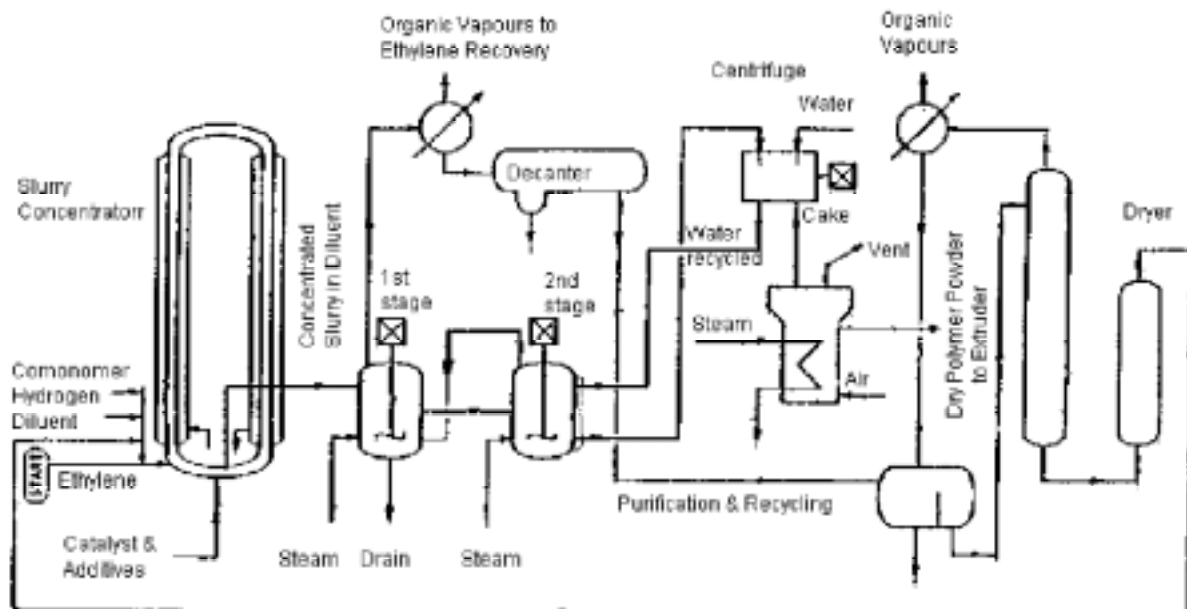 Organic Vapours to
Ethylene Recovery
Organic
Vapours
Centrifuge
Water
Slurry
Concentratorr
Decanter
Cake
Dryer
Concentrated
Slurry in Diluent
Water
recycled
Vent
1st
stage
2nd
stage
Steam
Dry Polymer Powder
to Extruder
Comonomer
Hydrogen
Diluent
Air
START
Ethylene
Purification & Recycling
Catalyst &
Additives
Steam
Drain
Steam